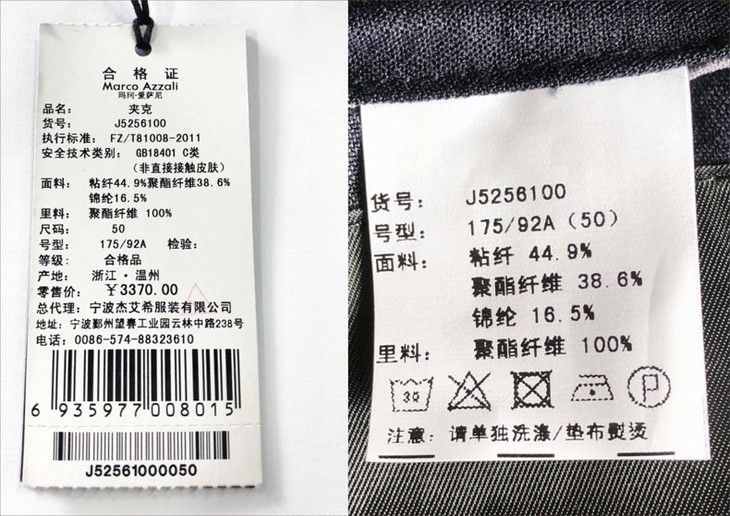 合格证
Marco Azzali
玛珂·爱萨尼
品名： 夹克
货号： J5256100
执行标准： FZ/T81008-2011
安全技术类别： GB18401 C类
（非直接接触皮肤）
面料： 粘纤44.9%聚酯纤维38.6%
锦纶16.5%
里料： 聚酯纤维 100%
尺码： 50
号型： 175/92A 检验：
等级： 合格品
产地： 浙江·温州
零售价： ￥3370.00
总代理：宁波杰艾希服装有限公司
地址：宁波鄞州望春工业园云林中路238号
电话：0086-574-88323610
6 935977 008015
J52561000050
货号： J5256100
号型： 175/92A（50）
面料： 粘纤 44.9%
聚酯纤维 38.6%
锦纶 16.5%
里料： 聚酯纤维 100%
30
P
注意： 请单独洗涤/垫布熨烫